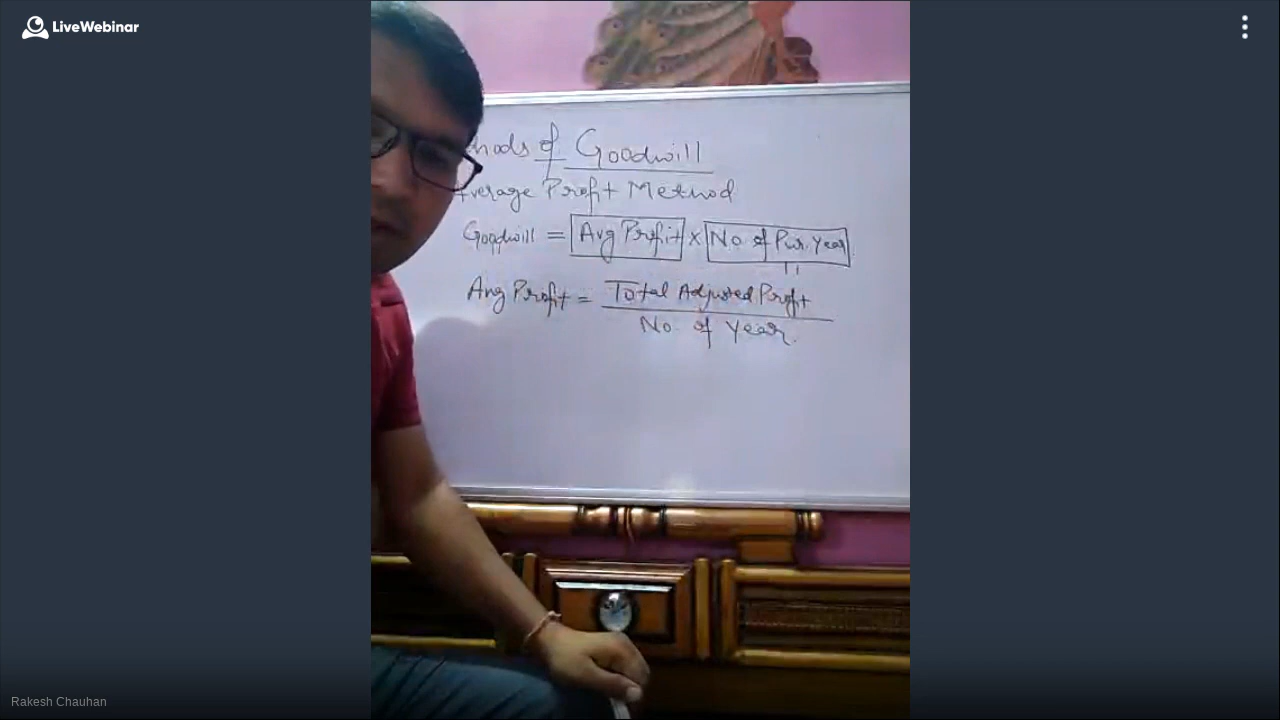 LiveWebinar
hods of Goodwill
Average Profit Method
Goodwill = Avg Profit x No of Pur. Year
Avg Profit = Total Adjusted Profit
No. of Year.
Rakesh Chauhan